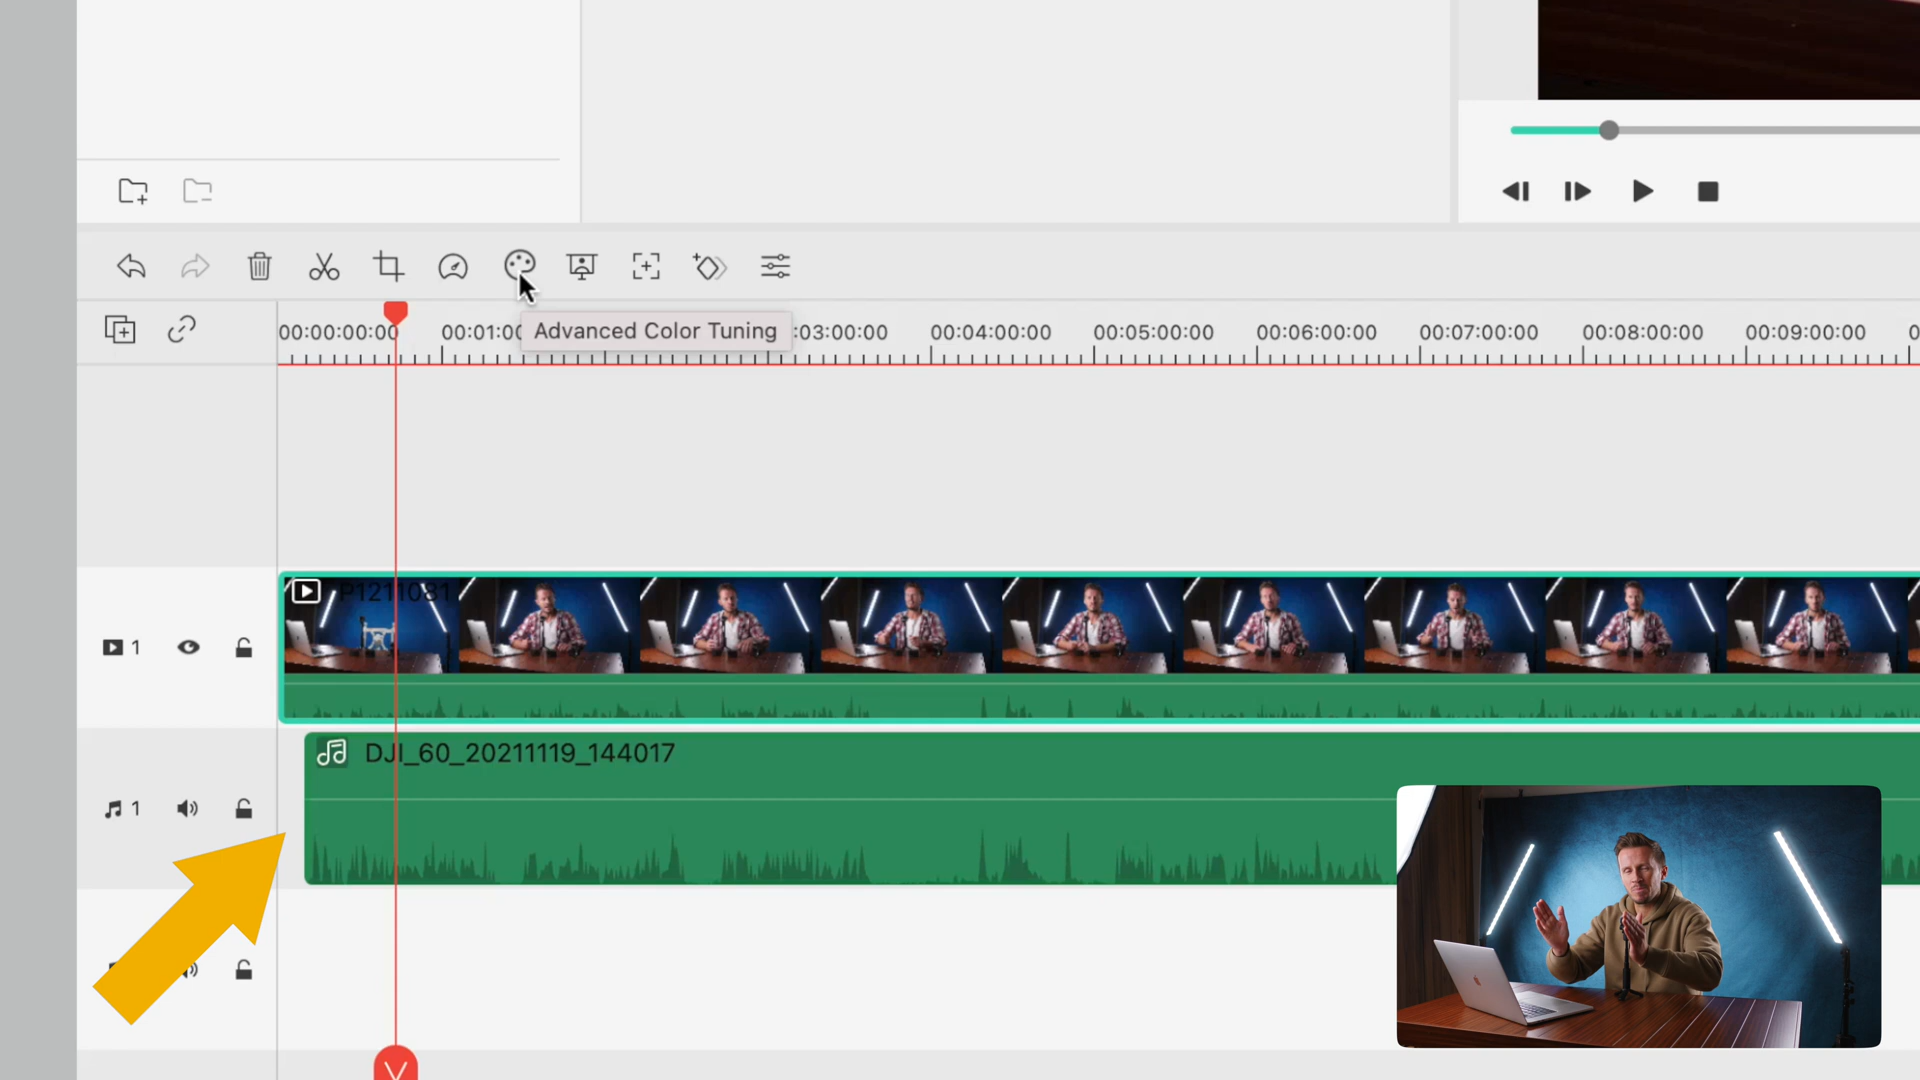 00:00:00:00 00:01:00 :03:00:00 00:04:00:00 00:05:00:00 00:06:00:00 00:07:00:00 00:08:00:00 00:09:00:00 0
Advanced Color Tuning
P1211081
1
DJI_60_20211119_144017
1